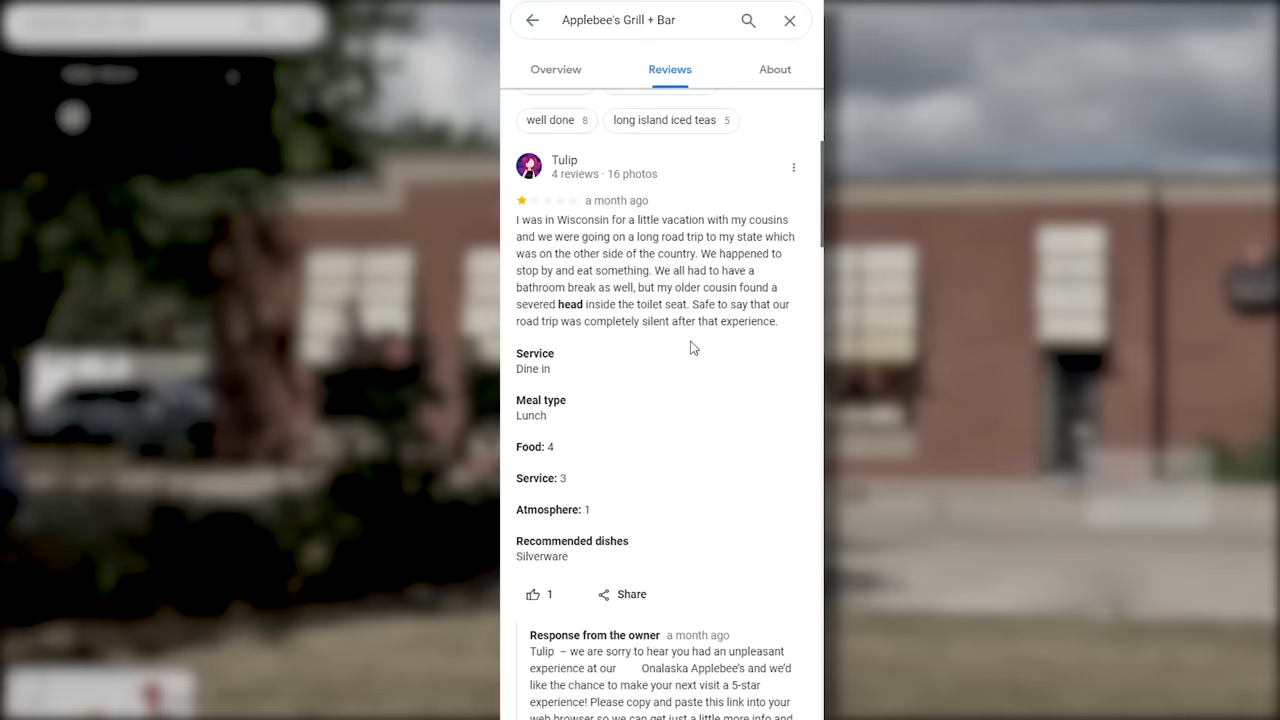 Applebee's Grill + Bar
Overview Reviews About
well done 8 long island iced teas 5
Tulip
4 reviews · 16 photos
a month ago
I was in Wisconsin for a little vacation with my cousins
and we were going on a long road trip to my state which
was on the other side of the country. We happened to
stop by and eat something. We all had to have a
bathroom break as well, but my older cousin found a
severed head inside the toilet seat. Safe to say that our
road trip was completely silent after that experience.
Service
Dine in
Meal type
Lunch
Food: 4
Service: 3
Atmosphere: 1
Recommended dishes
Silverware
1 Share
Response from the owner a month ago
Tulip – we are sorry to hear you had an unpleasant
experience at our Onalaska Applebee's and we'd
like the chance to make your next visit a 5-star
experience! Please copy and paste this link into your
web browser so we can get just a little more info and